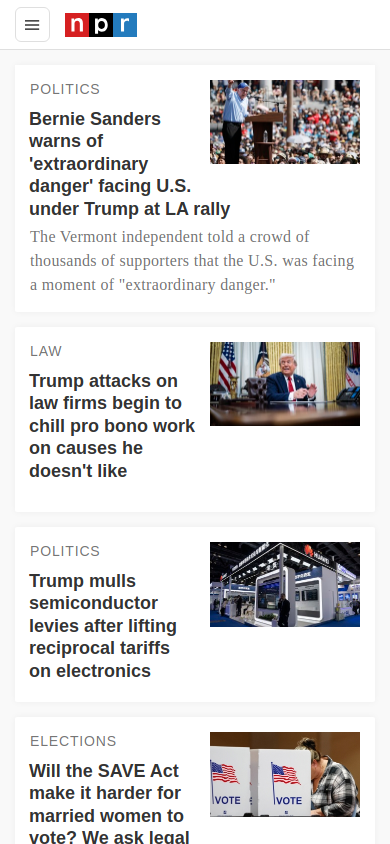 npr
POLITICS
Bernie Sanders
warns of
'extraordinary
danger' facing U.S.
under Trump at LA rally
The Vermont independent told a crowd of
thousands of supporters that the U.S. was facing
a moment of "extraordinary danger."
LAW
Trump attacks on
law firms begin to
chill pro bono work
on causes he
doesn't like
POLITICS
Trump mulls
semiconductor
levies after lifting
reciprocal tariffs
on electronics
HUAWEI
ELECTIONS
Will the SAVE Act
make it harder for
married women to
vote? We ask legal
VOTE
VOTE